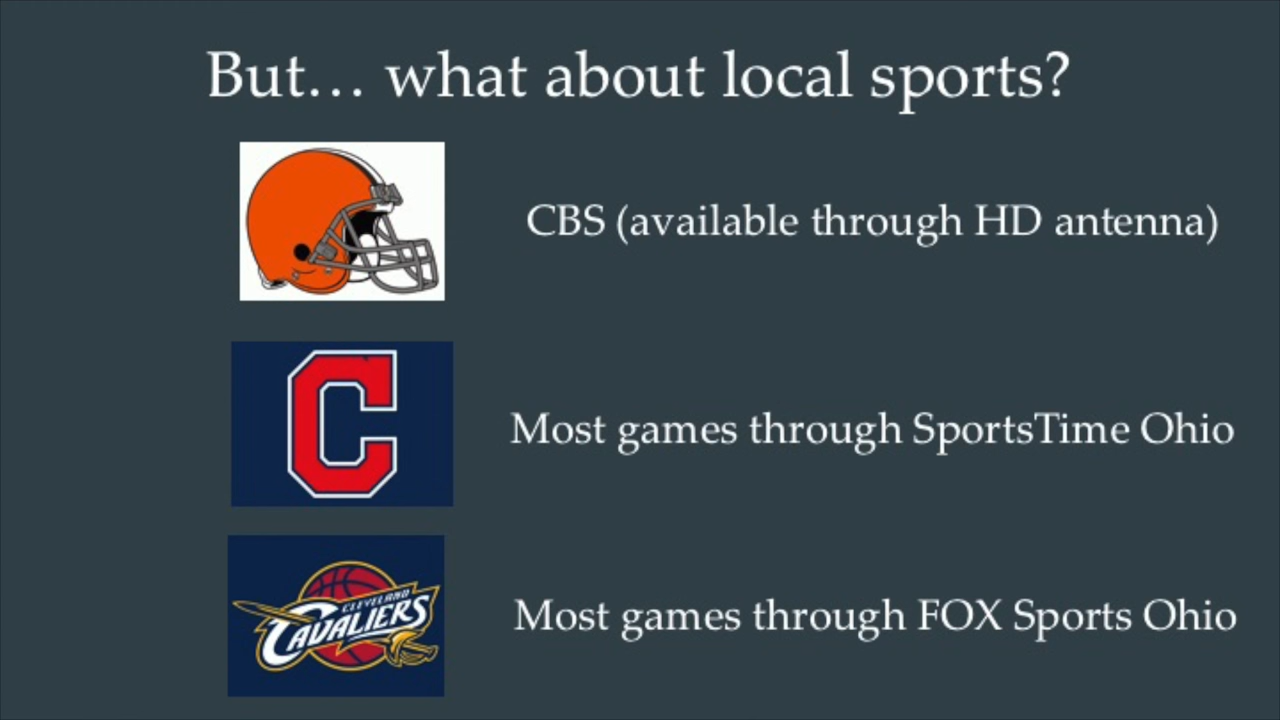 But… what about local sports?
CBS (available through HD antenna)
C
Most games through SportsTime Ohio
CLEVELAND
CAVALIERS
Most games through FOX Sports Ohio